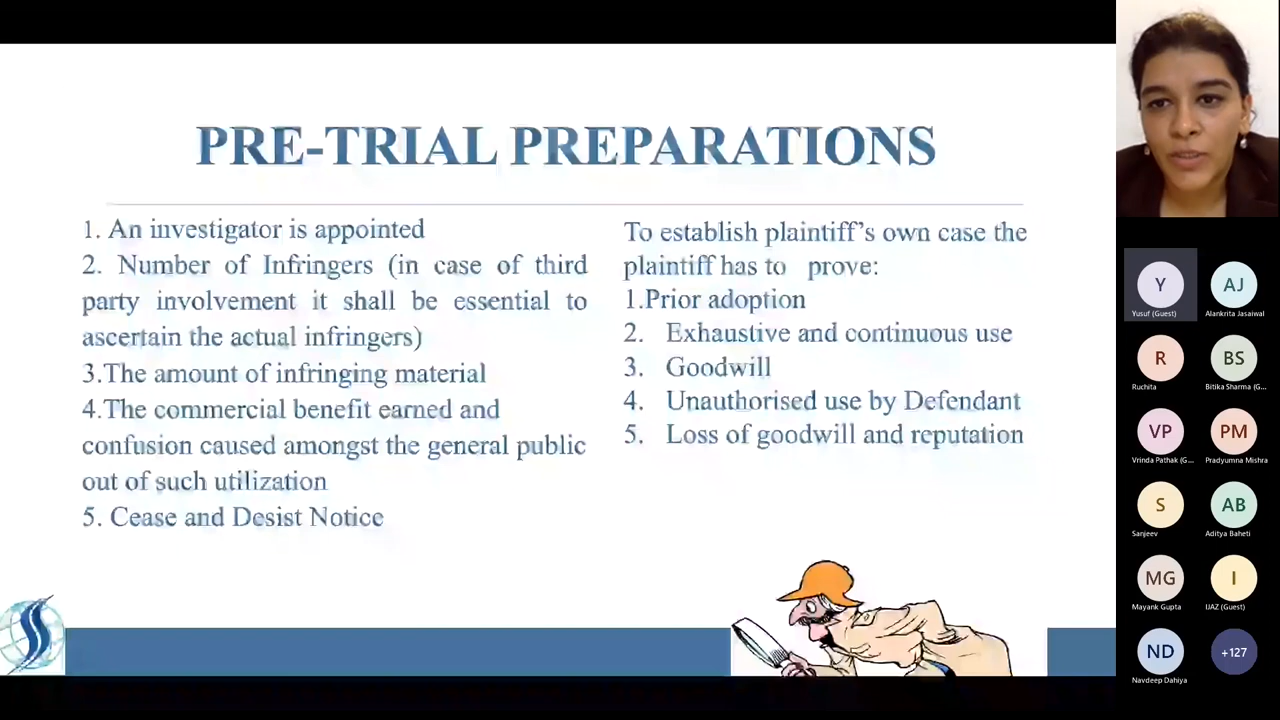 PRE-TRIAL PREPARATIONS
1. An investigator is appointed
2. Number of Infringers (in case of third
party involvement it shall be essential to
ascertain the actual infringers)
3.The amount of infringing material
4.The commercial benefit earned and
confusion caused amongst the general public
out of such utilization
5. Cease and Desist Notice
To establish plaintiff's own case the
plaintiff has to prove:
1.Prior adoption
2. Exhaustive and continuous use
3. Goodwill
4. Unauthorised use by Defendant
5. Loss of goodwill and reputation
Y
Yusuf (Guest)
AJ
Alankrita Jasaiwal
R
Ruchita
BS
Bitika Sharma (G...
VP
Vrinda Pathak (G...
PM
Pradyumna Mishra
S
Sanjeev
AB
Aditya Baheti
MG
Mayank Gupta
I
IJAZ (Guest)
ND
Navdeep Dahiya
+127